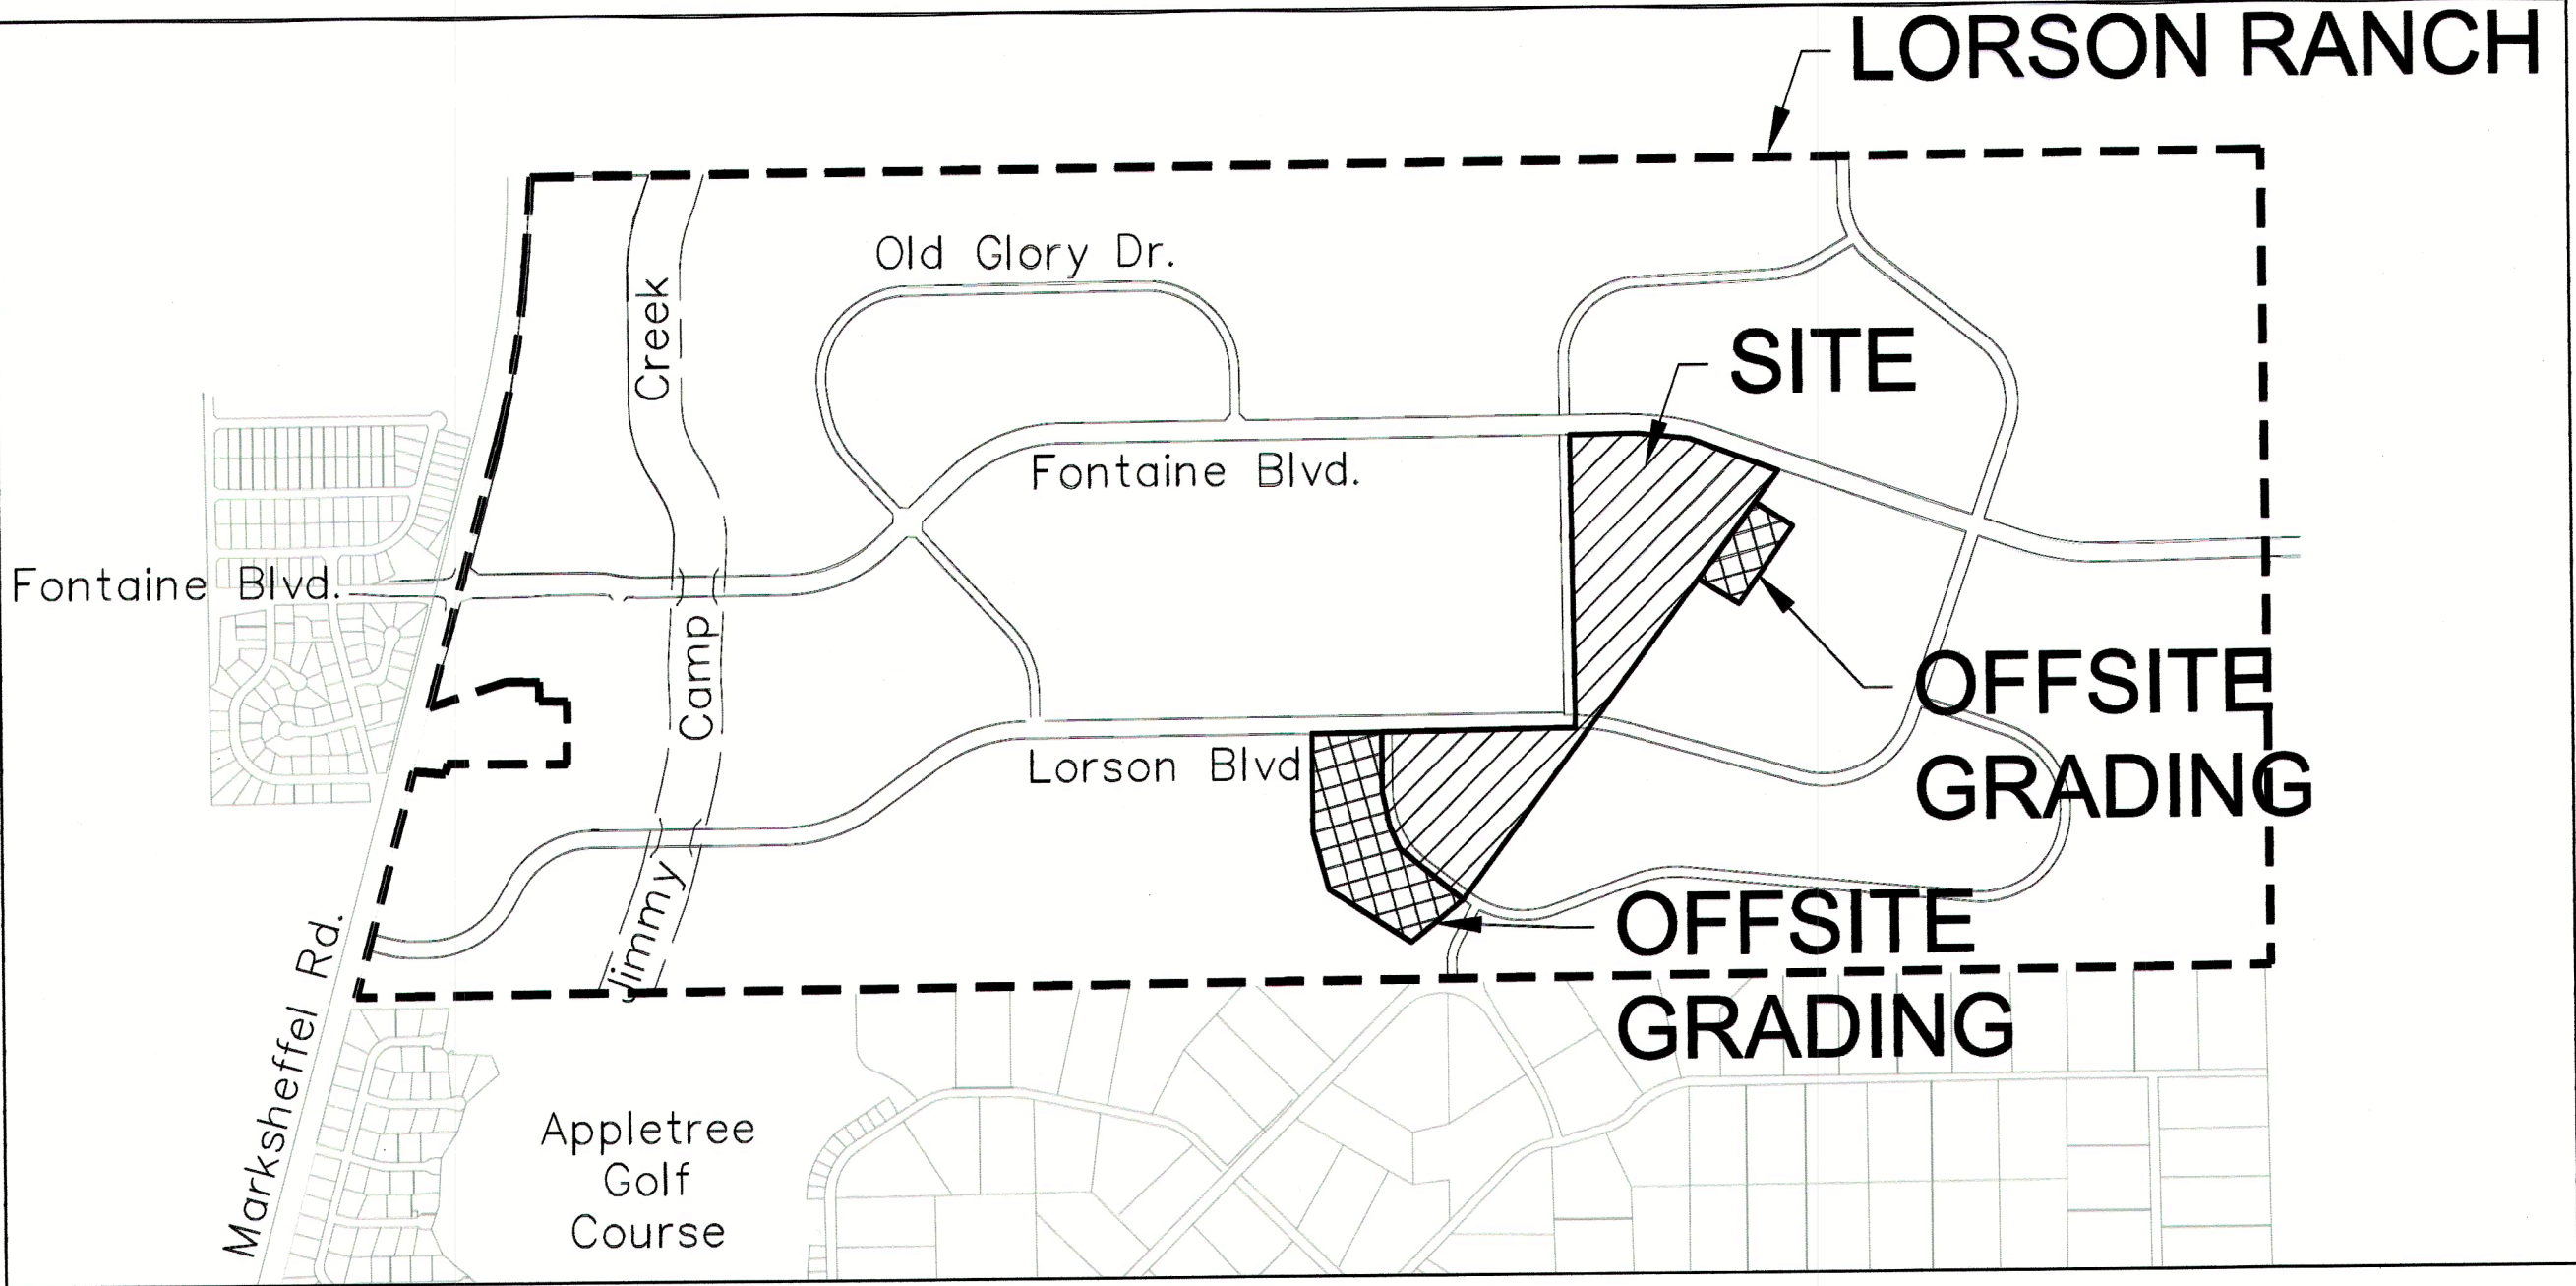 LORSON RANCH
Old Glory Dr.
Creek
SITE
Fontaine Blvd.
Fontaine Blvd.
Camp
OFFSITE
GRADING
Lorson Blvd
Jimmy
OFFSITE
GRADING
Marksheffel Rd.
Appletree
Golf
Course